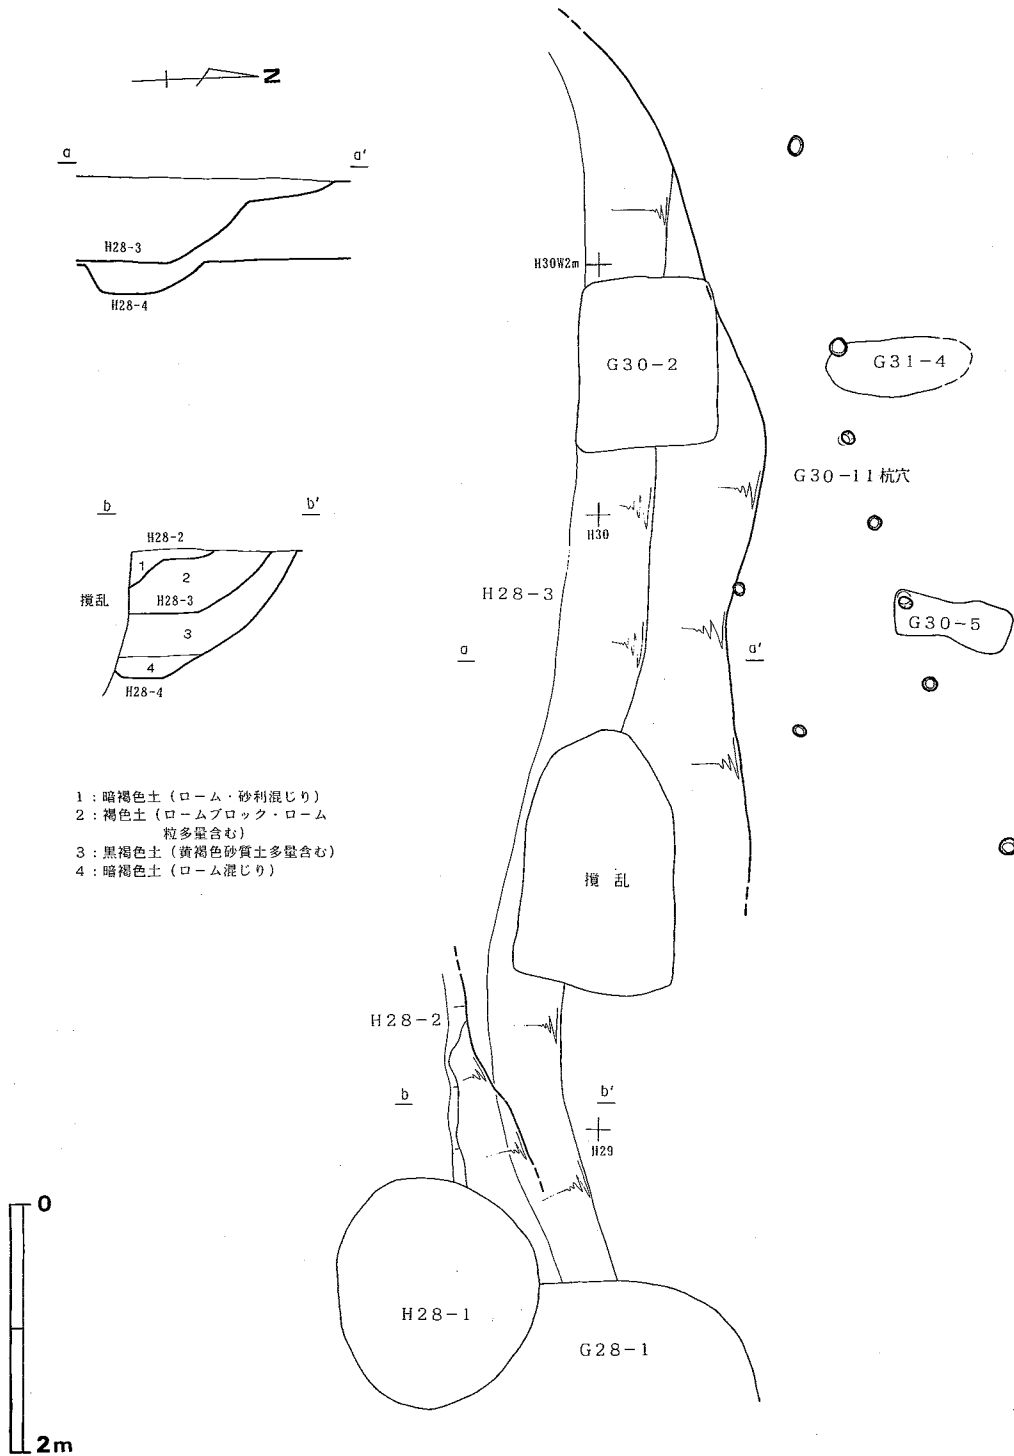 N
a
a'
H28-3
H28-4
b
b'
H28-2
1
2
攪乱
H28-3
3
4
H28-4
1:暗褐色土(ローム・砂利混じり)
2:褐色土(ロームブロック・ローム
粒多量含む)
3:黒褐色土(黄褐色砂質土多量含む)
4:暗褐色土(ローム混じり)
H30W2m
G30-2
G31-4
G30-11杭穴
H30
H28-3
G30-5
a
a'
攪乱
H28-2
b
b'
H29
H28-1
G28-1
0
2m